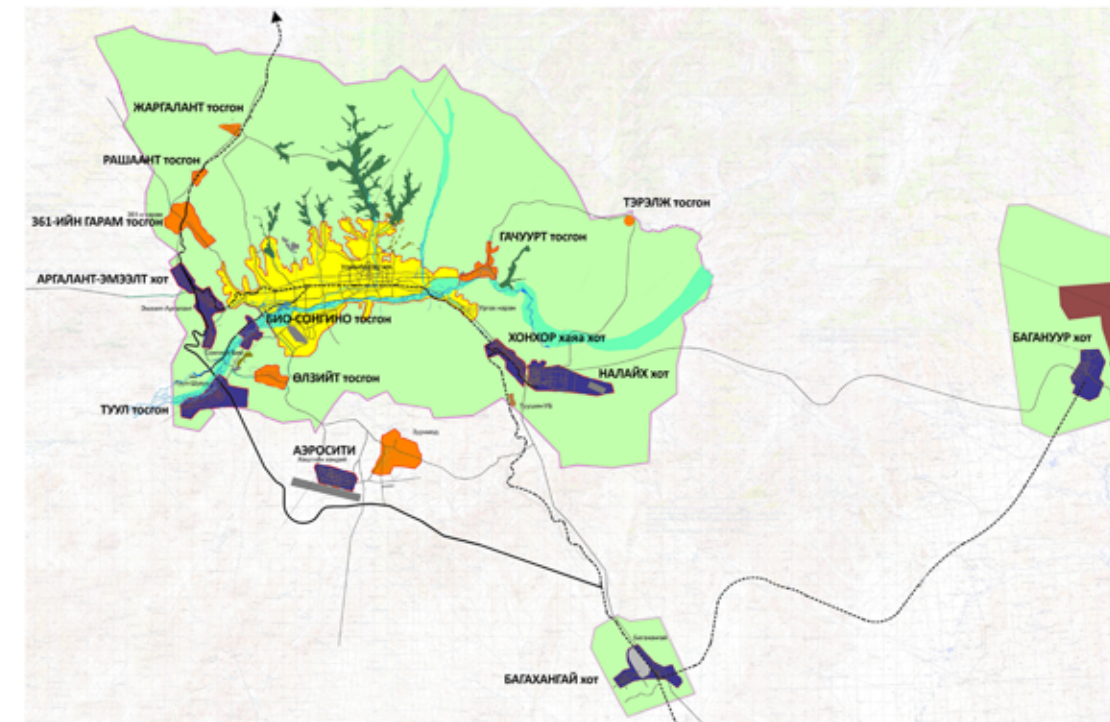 ЖАРГАЛАНТ тосгон
РАШААНТ тосгон
361-ИЙН ГАРАМ тосгон
ТЭРЭЛЖ тосгон
ГАЧУУРТ тосгон
АРГАЛАНТ-ЭМЭЭЛТ хот
БИО-СОНГИНО тосгон
ХОНХОР хаяа хот
БАГАНУУР хот
НАЛАЙХ хот
ӨЛЗИЙТ тосгон
ТУУЛ тосгон
АЭРОСИТИ
Багахангай
БАГАХАНГАЙ хот